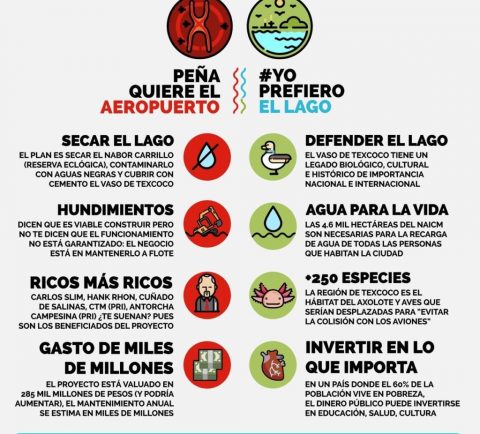 PEÑA
QUIERE EL
AEROPUERTO
#YO
PREFIERO
EL LAGO
SECAR EL LAGO
EL PLAN ES SECAR EL NABOR CARRILLO
(RESERVA ECLÓGICA), CONTAMINARLO
CON AGUAS NEGRAS Y CUBRIR CON
CEMENTO EL VASO DE TEXCOCO
DEFENDER EL LAGO
EL VASO DE TEXCOCO TIENE UN
LEGADO BIOLÓGICO, CULTURAL
E HISTÓRICO DE IMPORTANCIA
NACIONAL E INTERNACIONAL
HUNDIMIENTOS
DICEN QUE ES VIABLE CONSTRUIR PERO
NO TE DICEN QUE EL FUNCIONAMIENTO
NO ESTÁ GARANTIZADO: EL NEGOCIO
ESTÁ EN MANTENERLO A FLOTE
AGUA PARA LA VIDA
LAS 4.6 MIL HECTÁREAS DEL NAICM
SON NECESARIAS PARA LA RECARGA
DE AGUA DE TODAS LAS PERSONAS
QUE HABITAN LA CIUDAD
RICOS MÁS RICOS
CARLOS SLIM, HANK RHON, CUÑADO
DE SALINAS, CTM (PRI), ANTORCHA
CAMPESINA (PRI) ¿TE SUENAN? PUES
SON LOS BENEFICIADOS DEL PROYECTO
+250 ESPECIES
LA REGIÓN DE TEXCOCO ES EL
HÁBITAT DEL AXOLOTE Y AVES QUE
SERÍAN DESPLAZADAS PARA "EVITAR
LA COLISIÓN CON LOS AVIONES"
GASTO DE MILES
DE MILLONES
EL PROYECTO ESTÁ VALUADO EN
285 MIL MILLONES DE PESOS (Y PODRÍA
AUMENTAR), EL MANTENIMIENTO ANUAL
SE ESTIMA EN MILES DE MILLONES
INVERTIR EN LO
QUE IMPORTA
EN UN PAÍS DONDE EL 60% DE LA
POBLACIÓN VIVE EN POBREZA,
EL DINERO PÚBLICO PUEDE INVERTIRSE
EN EDUCACIÓN, SALUD, CULTURA